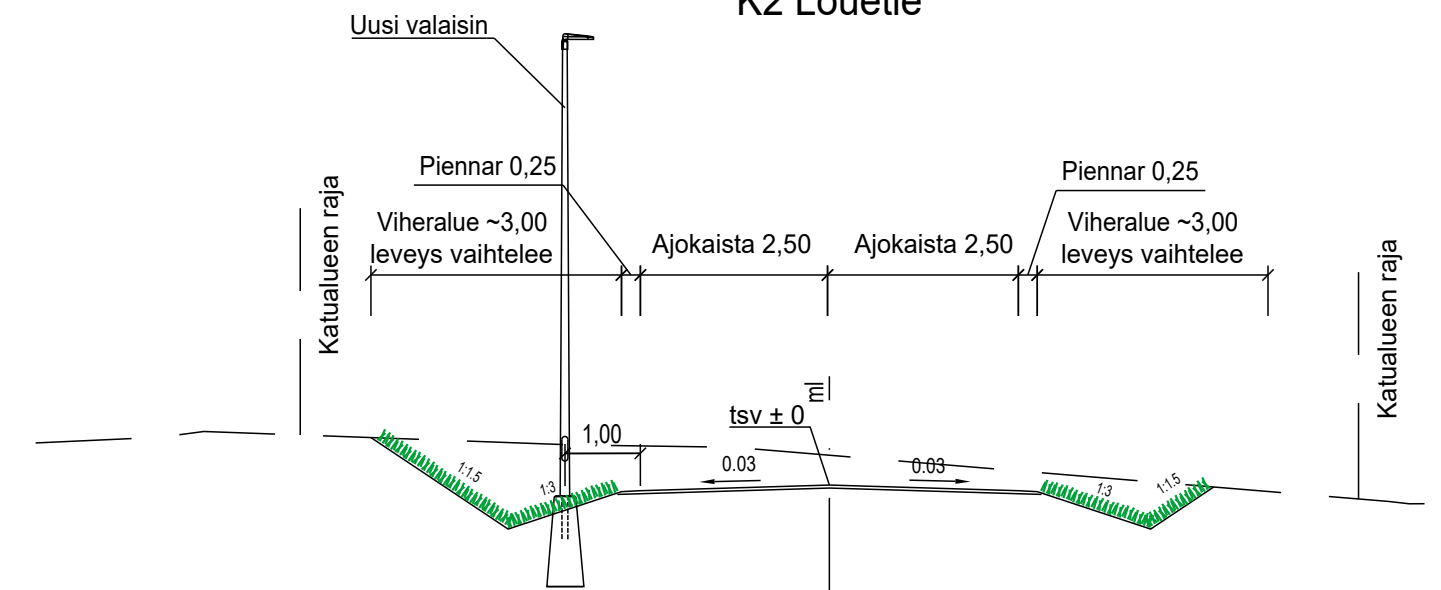 K2 Louetie
Uusi valaisin
Piennar 0,25
Piennar 0,25
Katualueen raja
Viheralue ~3,00
leveys vaihtelee
Ajokaista 2,50
Ajokaista 2,50
Viheralue ~3,00
leveys vaihtelee
Katualueen raja
ml
tsv ± 0
1,00
0.03
0.03
1:1.5
1:3
1:3
1:1.5